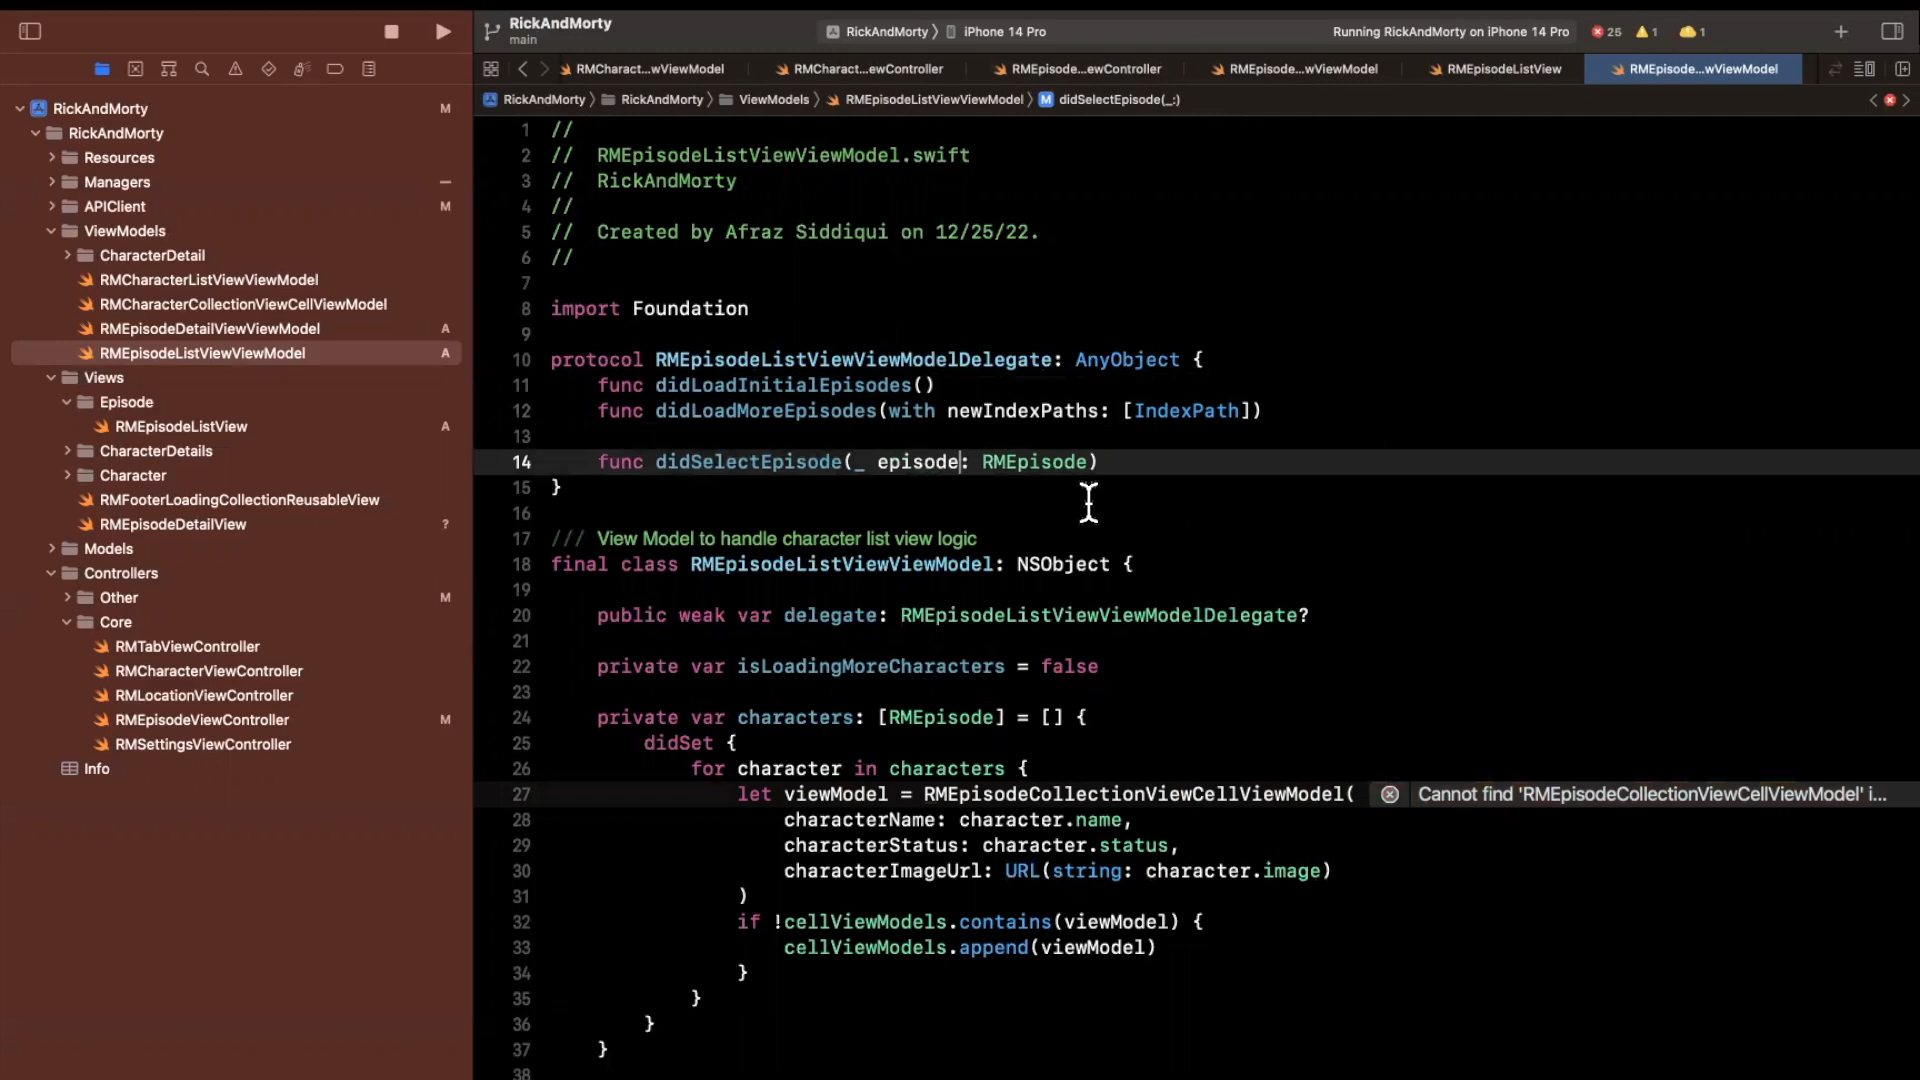 RickAndMorty
main
RickAndMorty 〉 iPhone 14 Pro
Running RickAndMorty on iPhone 14 Pro
25
1
1
RMCharact...wViewModel
RMCharact...ewController
RMEpisode...ewController
RMEpisode...wViewModel
RMEpisodeListView
RMEpisode...wViewModel
RickAndMorty 〉 RickAndMorty 〉 ViewModels 〉 RMEpisodeListViewViewModel 〉 M didSelectEpisode(_:)
RickAndMorty M
RickAndMorty
Resources
Managers
APIClient M
ViewModels
CharacterDetail
RMCharacterListViewViewModel
RMCharacterCollectionViewCellViewModel
RMEpisodeDetailViewViewModel A
RMEpisodeListViewViewModel A
Views
Episode
RMEpisodeListView A
CharacterDetails
Character
RMFooterLoadingCollectionReusableView
RMEpisodeDetailView ?
Models
Controllers
Other M
Core
RMTabViewController
RMCharacterViewController
RMLocationViewController
RMEpisodeViewController M
RMSettingsViewController
Info
1 //
2 //  RMEpisodeListViewViewModel.swift
3 //  RickAndMorty
4 //
5 //  Created by Afraz Siddiqui on 12/25/22.
6 //
7
8 import Foundation
9
10 protocol RMEpisodeListViewViewModelDelegate: AnyObject {
11     func didLoadInitialEpisodes()
12     func didLoadMoreEpisodes(with newIndexPaths: [IndexPath])
13
14     func didSelectEpisode(_ episode: RMEpisode)
15 }
16
17 /// View Model to handle character list view logic
18 final class RMEpisodeListViewViewModel: NSObject {
19
20     public weak var delegate: RMEpisodeListViewViewModelDelegate?
21
22     private var isLoadingMoreCharacters = false
23
24     private var characters: [RMEpisode] = [] {
25         didSet {
26             for character in characters {
27                 let viewModel = RMEpisodeCollectionViewCellViewModel( Cannot find 'RMEpisodeCollectionViewCellViewModel' i...
28                     characterName: character.name,
29                     characterStatus: character.status,
30                     characterImageUrl: URL(string: character.image)
31                 )
32                 if !cellViewModels.contains(viewModel) {
33                     cellViewModels.append(viewModel)
34                 }
35             }
36         }
37     }
38